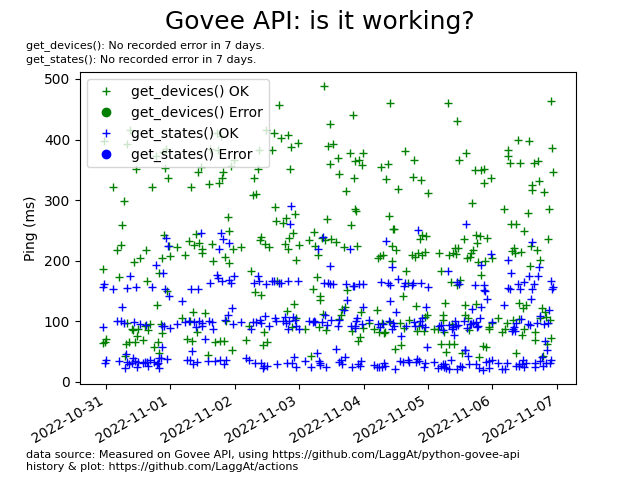 Govee API: is it working?
get_devices(): No recorded error in 7 days.
get_states(): No recorded error in 7 days.
get_devices() OK
get_devices() Error
get_states() OK
get_states() Error
Ping (ms)
500
400
300
200
100
0
2022-10-31
2022-11-01
2022-11-02
2022-11-03
2022-11-04
2022-11-05
2022-11-06
2022-11-07
data source: Measured on Govee API, using https://github.com/LaggAt/python-govee-api
history & plot: https://github.com/LaggAt/actions